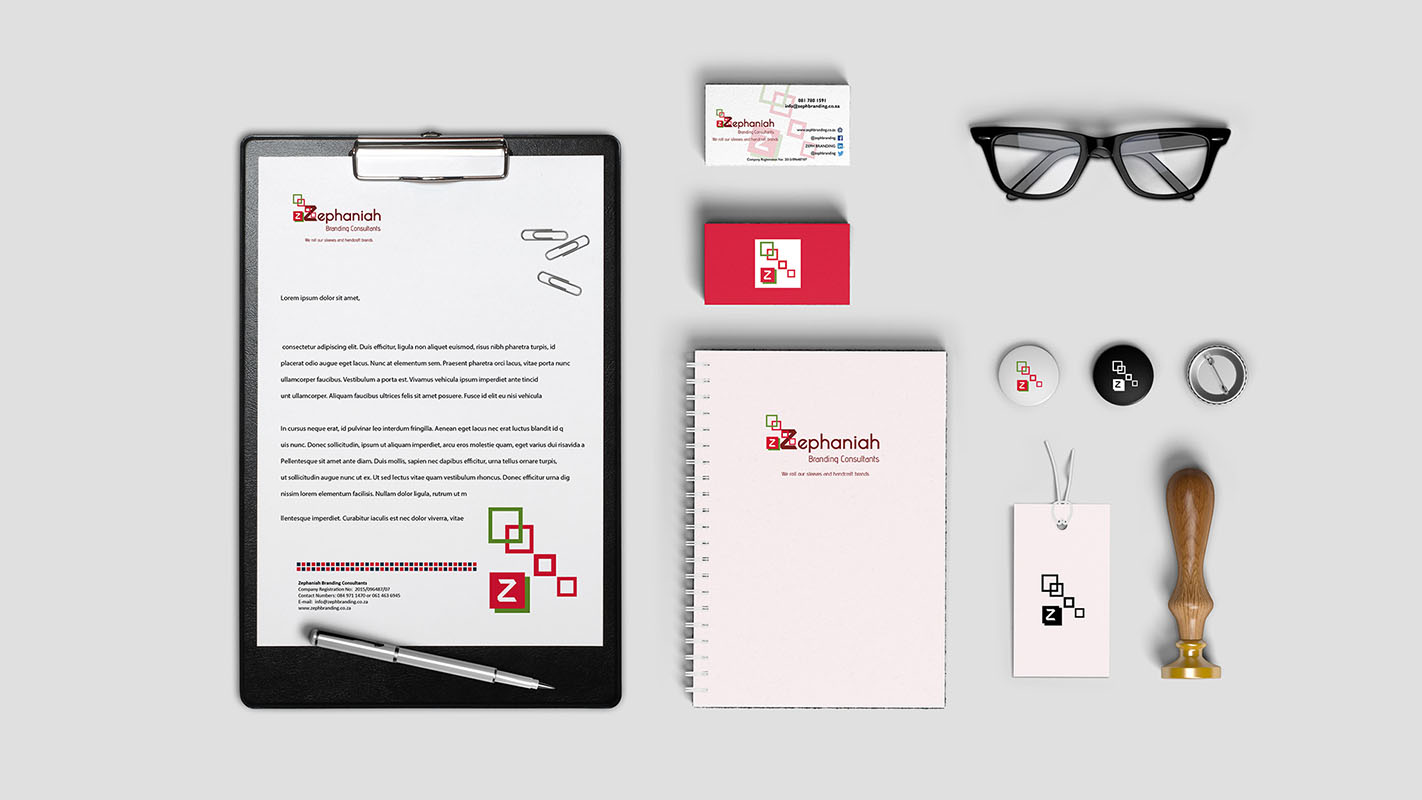 Zephaniah
Branding Consultants
We roll our sleeves and handcraft brands
Lorem ipsum dolor sit amet,
consectetur adipiscing elit. Duis efficitur, ligula non aliquet euismod, risus nibh pharetra turpis, id
placerat odio augue eget lacus. Nunc at elementum sem. Praesent pharetra orci lacus, vitae porta nunc
ullamcorper faucibus. Vestibulum a porta est. Vivamus vehicula ipsum imperdiet ante tincid
unt ullamcorper. Aliquam faucibus ultrices felis sit amet posuere. Fusce id elit eu nisi vehicula
In cursus neque erat, id pulvinar leo interdum fringilla. Aenean eget lacus nec erat luctus blandit id q
uis nunc. Donec sollicitudin, ipsum ut aliquam imperdiet, arcu eros molestie quam, eget varius dui risavida a
Pellentesque sit amet ante diam. Duis mollis, sapien nec dapibus efficitur, urna tellus ornare turpis,
ut sollicitudin augue nunc ut ex. Ut sed lectus vitae quam vestibulum rhoncus. Donec efficitur urna dig
nissim lorem elementum facilisis. Nullam dolor ligula, rutrum ut m
llentesque imperdiet. Curabitur iaculis est nec dolor viverra, vitae
Z
Zephaniah Branding Consultants
Company Registration No: 2015/096487/07
Contact Numbers: 084 971 1470 or 061 463 6945
E-mail: info@zephbranding.co.za
www.zephbranding.co.za
081 780 1591
info@zephbranding.co.za
Zephaniah
Branding Consultants
We roll our sleeves and handcraft brands
www.zephbranding.co.za
@zephbranding
ZEPH BRANDING
@zephbranding
Company Registration No: 2015/096487/07
Z
Z
Zephaniah
Branding Consultants
We roll our sleeves and handcraft brands
Z
Z
Z